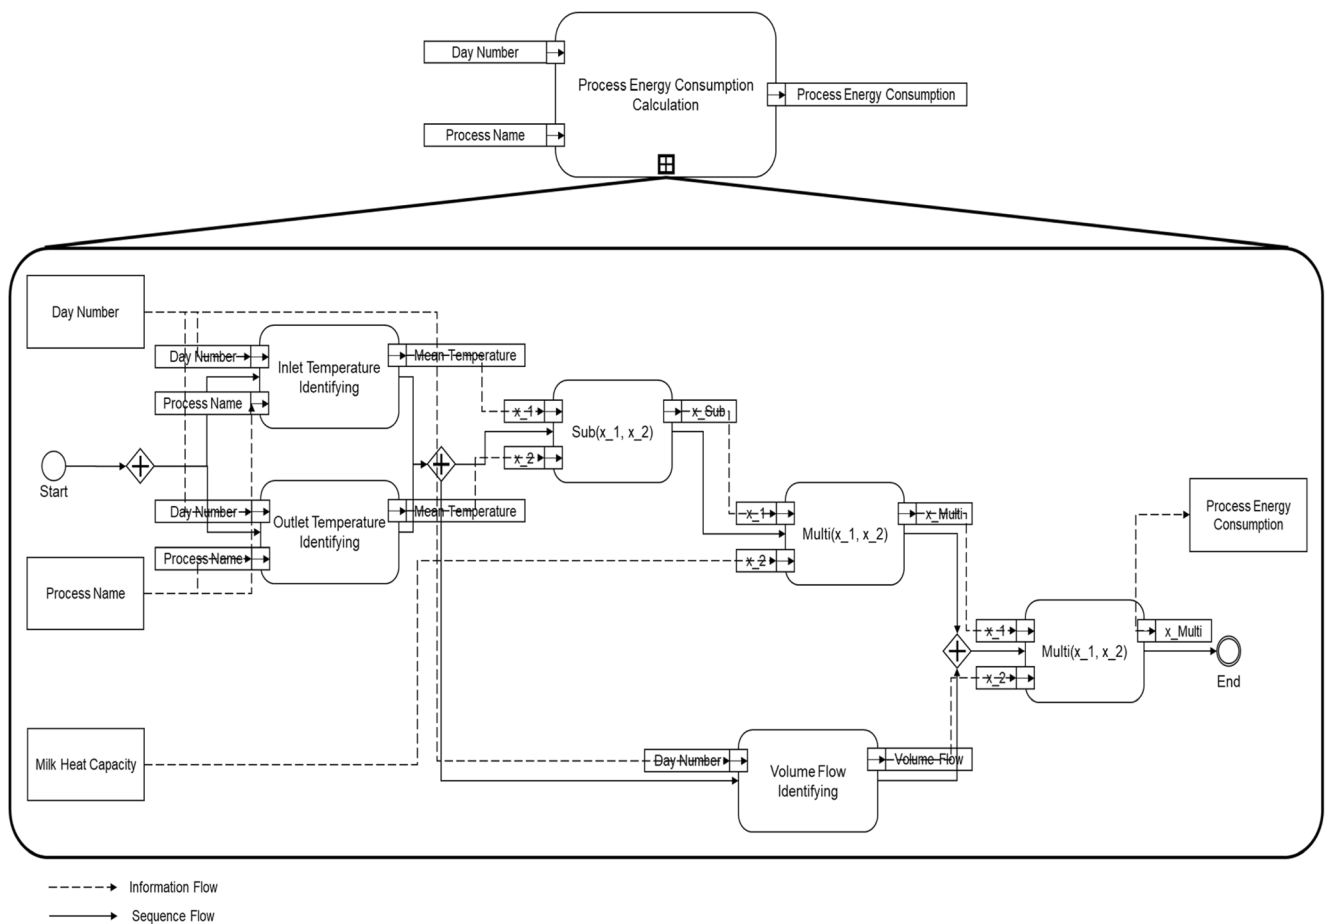 Day Number
Process Name
Process Energy Consumption
Calculation
Process Energy Consumption
Day Number
Day Number
Process Name
Inlet Temperature
Identifying
Mean Temperature
x_1
x_2
Sub(x_1, x_2)
x_Sub
Start
Day Number
Process Name
Outlet Temperature
Identifying
Mean Temperature
x_1
x_2
Multi(x_1, x_2)
x_Multi
Process Energy
Consumption
Process Name
x_1
x_2
Multi(x_1, x_2)
x_Multi
End
Milk Heat Capacity
Day Number
Volume Flow
Identifying
Volume Flow
Information Flow
Sequence Flow